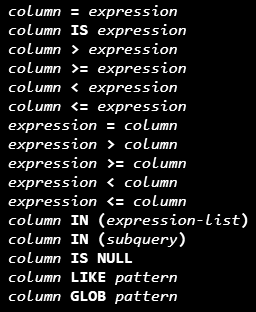 column = expression
column IS expression
column > expression
column >= expression
column < expression
column <= expression
expression = column
expression > column
expression >= column
expression < column
expression <= column
column IN (expression-list)
column IN (subquery)
column IS NULL
column LIKE pattern
column GLOB pattern